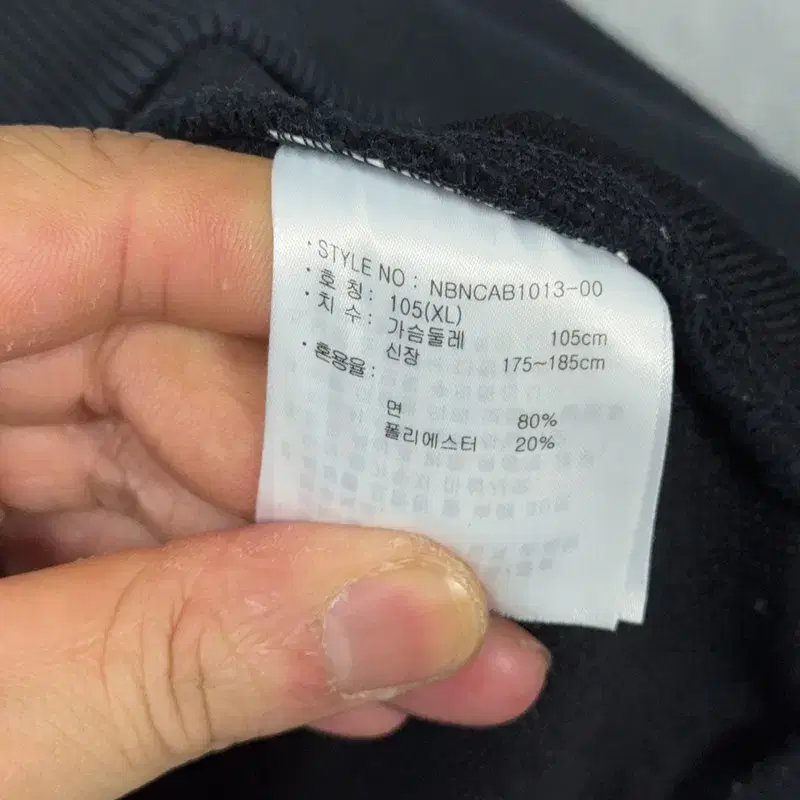 · STYLE NO : NBNCAB1013-00
· 호 칭 : 105(XL)
· 치 수 : 가슴둘레 105cm
신장 175~185cm
· 혼용율 :
면 80%
폴리에스터 20%